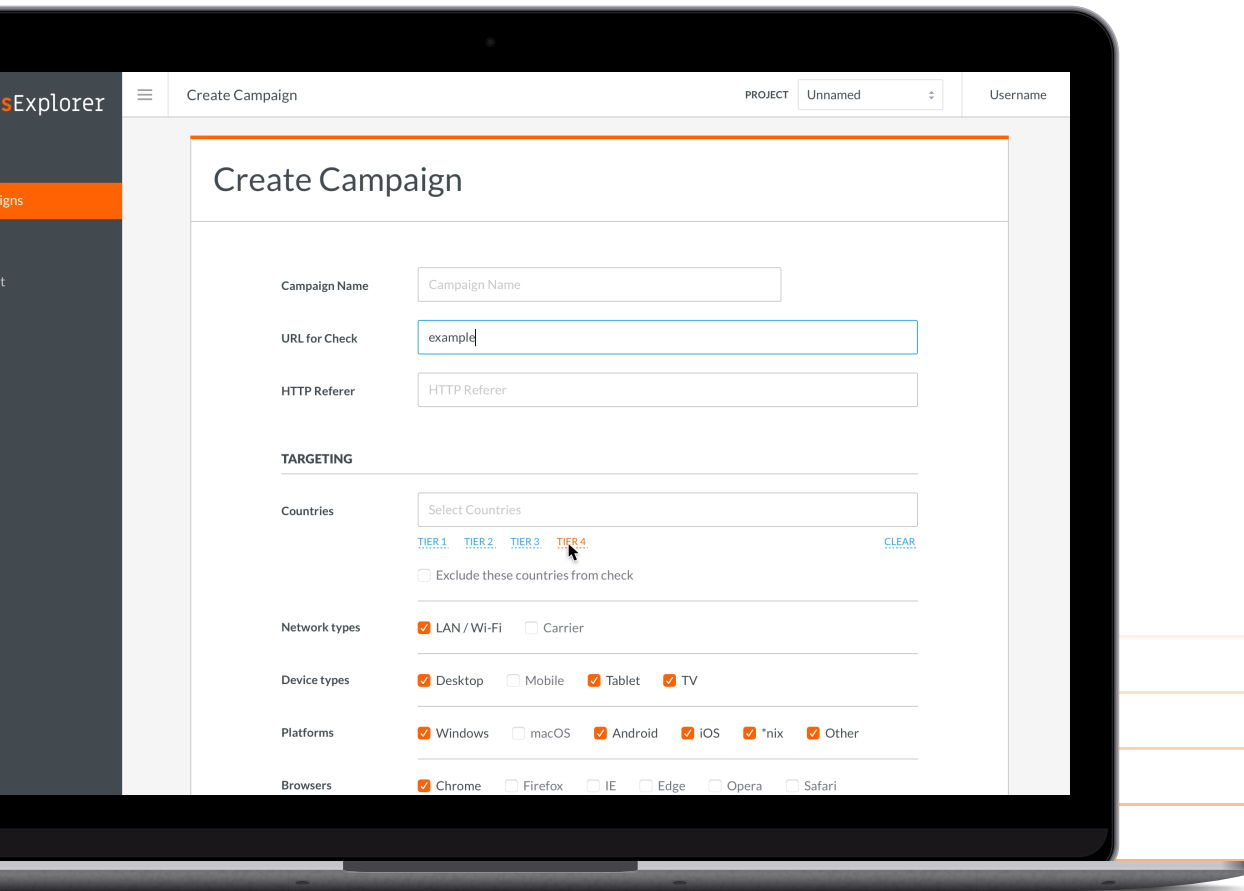 sExplorer
Create Campaign PROJECT Unnamed Username
igns
t
Create Campaign
Campaign Name Campaign Name
URL for Check example
HTTP Referer HTTP Referer
TARGETING
Countries Select Countries
TIER 1 TIER 2 TIER 3 TIER 4 CLEAR
Exclude these countries from check
Network types LAN / Wi-Fi Carrier
Device types Desktop Mobile Tablet TV
Platforms Windows macOS Android iOS *nix Other
Browsers Chrome Firefox IE Edge Opera Safari